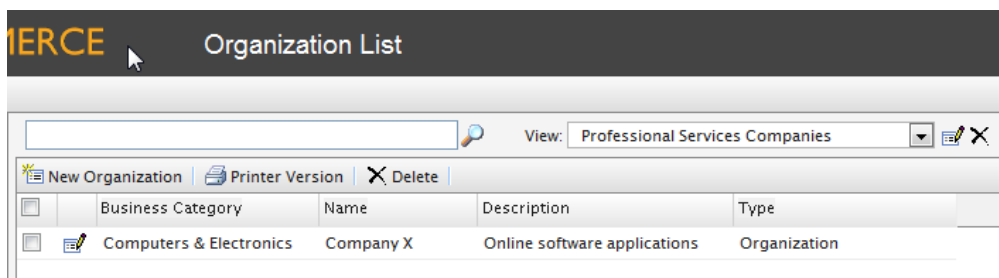 MERCE Organization List
View: Professional Services Companies
New Organization Printer Version Delete
Business Category Name Description Type
Computers & Electronics Company X Online software applications Organization